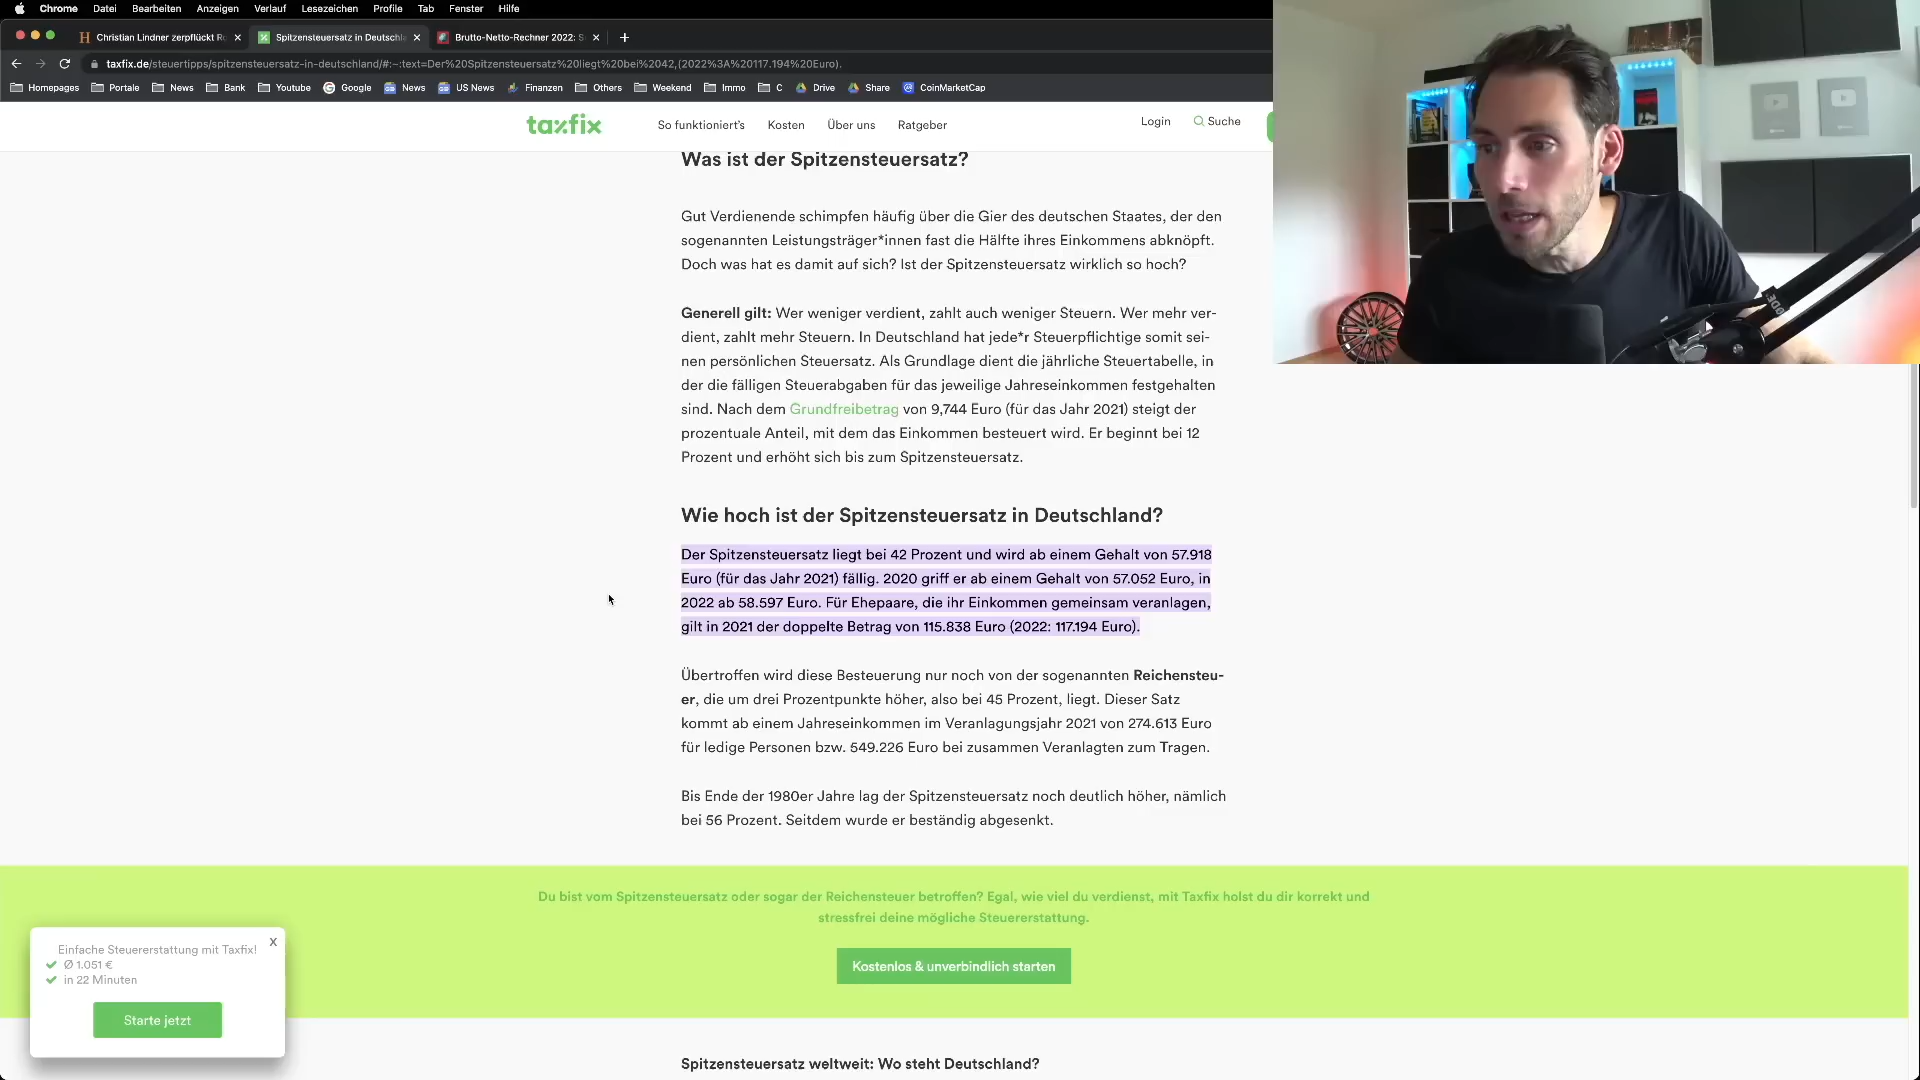 Chrome Datei Bearbeiten Anzeigen Verlauf Lesezeichen Profile Tab Fenster Hilfe
Christian Lindner zerpflückt Spitzensteuersatz in Deutschl Brutto-Netto-Rechner 2022:
taxfix.de/steuertipps/spitzensteuersatz-in-deutschland/#:~:text=Der%20Spitzensteuersatz%20liegt%20bei%2042,(2022%3A%20117.194%20Euro).
Homepages Portale News Bank Youtube Google News US News Finanzen Others Weekend Immo C Drive Share CoinMarketCap
taxfix So funktioniert's Kosten Über uns Ratgeber Login Suche
Was ist der Spitzensteuersatz?
Gut Verdienende schimpfen häufig über die Gier des deutschen Staates, der den
sogenannten Leistungsträger*innen fast die Hälfte ihres Einkommens abknöpft.
Doch was hat es damit auf sich? Ist der Spitzensteuersatz wirklich so hoch?
Generell gilt: Wer weniger verdient, zahlt auch weniger Steuern. Wer mehr ver-
dient, zahlt mehr Steuern. In Deutschland hat jede*r Steuerpflichtige somit sei-
nen persönlichen Steuersatz. Als Grundlage dient die jährliche Steuertabelle, in
der die fälligen Steuerabgaben für das jeweilige Jahreseinkommen festgehalten
sind. Nach dem Grundfreibetrag von 9,744 Euro (für das Jahr 2021) steigt der
prozentuale Anteil, mit dem das Einkommen besteuert wird. Er beginnt bei 12
Prozent und erhöht sich bis zum Spitzensteuersatz.
Wie hoch ist der Spitzensteuersatz in Deutschland?
Der Spitzensteuersatz liegt bei 42 Prozent und wird ab einem Gehalt von 57.918
Euro (für das Jahr 2021) fällig. 2020 griff er ab einem Gehalt von 57.052 Euro, in
2022 ab 58.597 Euro. Für Ehepaare, die ihr Einkommen gemeinsam veranlagen,
gilt in 2021 der doppelte Betrag von 115.838 Euro (2022: 117.194 Euro).
Übertroffen wird diese Besteuerung nur noch von der sogenannten Reichensteu-
er, die um drei Prozentpunkte höher, also bei 45 Prozent, liegt. Dieser Satz
kommt ab einem Jahreseinkommen im Veranlagungsjahr 2021 von 274.613 Euro
für ledige Personen bzw. 549.226 Euro bei zusammen Veranlagten zum Tragen.
Bis Ende der 1980er Jahre lag der Spitzensteuersatz noch deutlich höher, nämlich
bei 56 Prozent. Seitdem wurde er beständig abgesenkt.
Du bist vom Spitzensteuersatz oder sogar der Reichensteuer betroffen? Egal, wie viel du verdienst, mit Taxfix holst du dir korrekt und
stressfrei deine mögliche Steuererstattung.
Kostenlos & unverbindlich starten
x
Einfache Steuererstattung mit Taxfix!
Ø 1.051 €
in 22 Minuten
Starte jetzt
Spitzensteuersatz weltweit: Wo steht Deutschland?